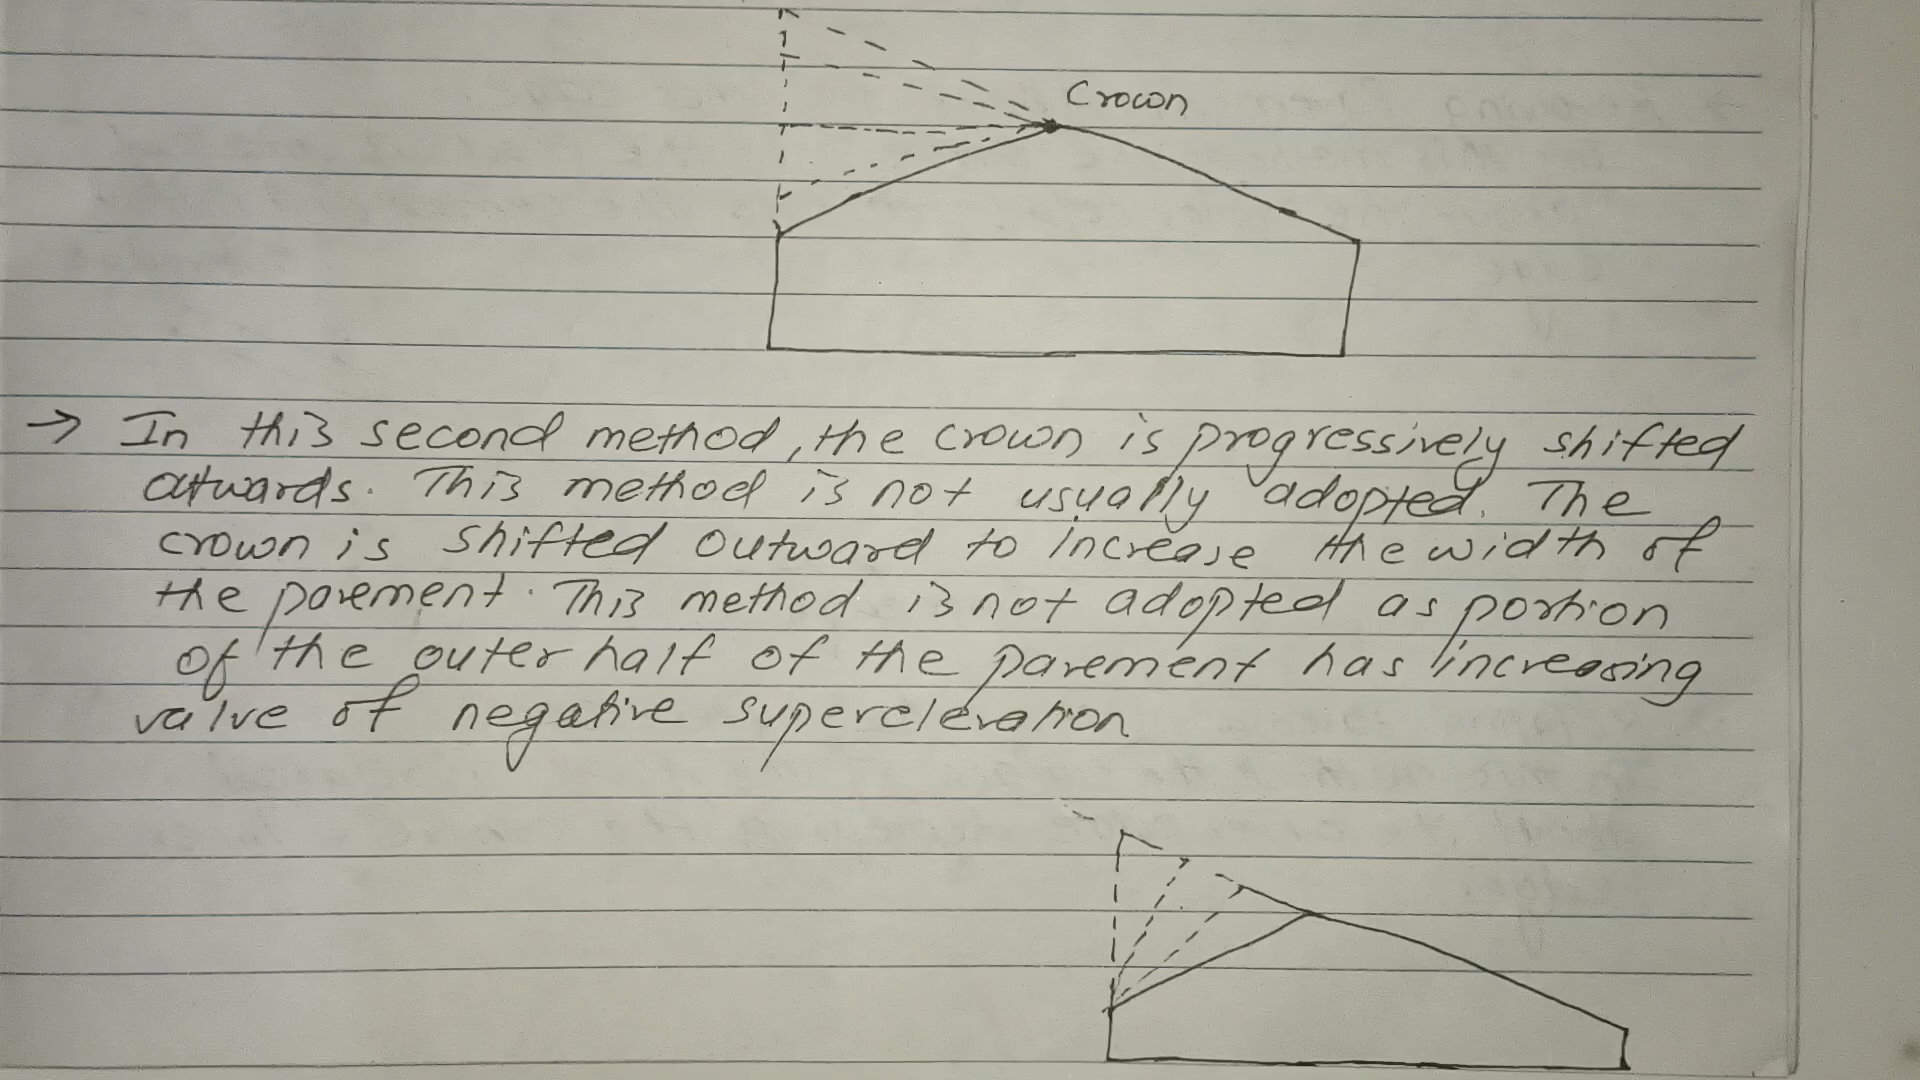 Crown
→ In this second method, the crown is progressively shifted
outwards. This method is not usually adopted. The
crown is shifted outward to increase the width of
the pavement. This method is not adopted as portion
of the outer half of the pavement has increasing
value of negative superelevation